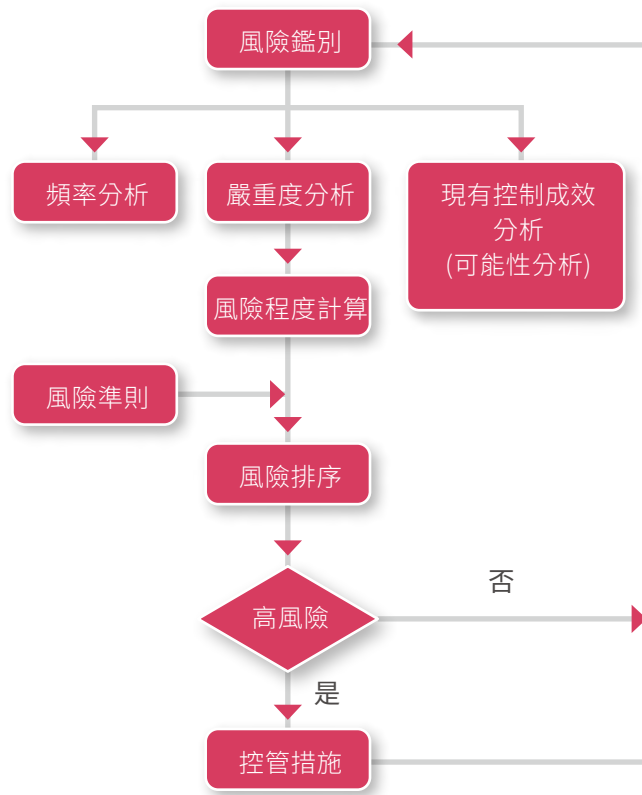 風險鑑別
頻率分析
嚴重度分析
現有控制成效
分析
(可能性分析)
風險程度計算
風險準則
風險排序
高風險
否
是
控管措施